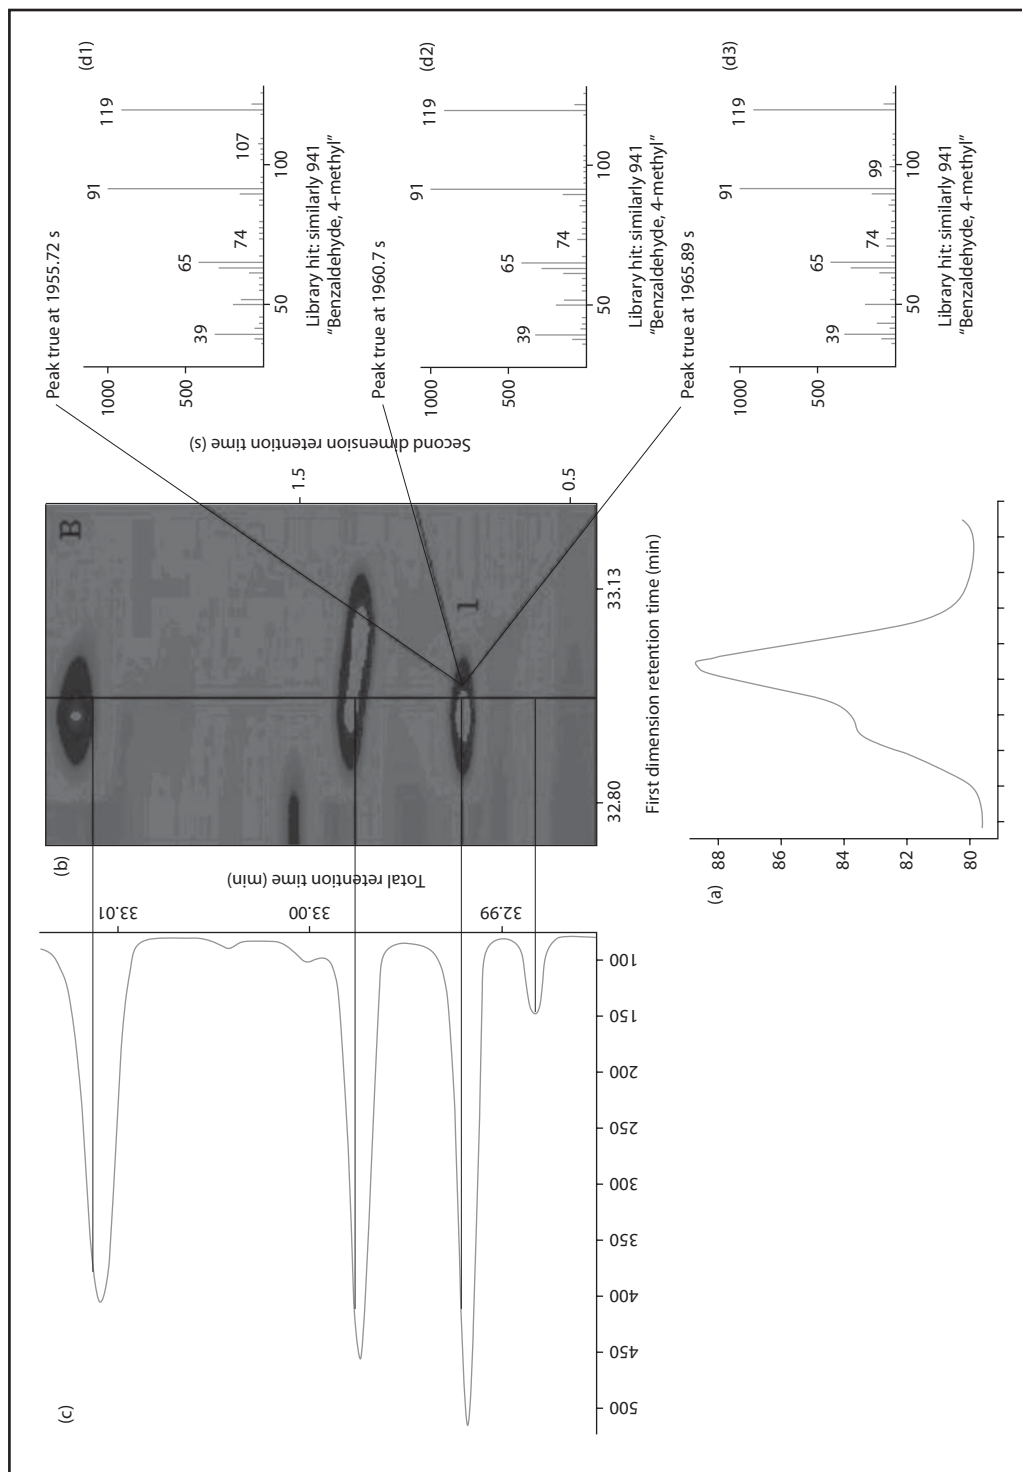 (a)
88
86
84
82
80
First dimension retention time (min)
(b)
B
1
32.80
33.13
1.5
0.5
Second dimension retention time (s)
(c)
Total retention time (min)
33.01
33.00
32.99
100
150
200
250
300
350
400
450
500
Peak true at 1955.72 s
(d1)
1000
500
39
65
74
91
107
119
50
100
Library hit: similarly 941
“Benzaldehyde, 4-methyl”
Peak true at 1960.7 s
(d2)
1000
500
39
65
74
91
119
50
100
Library hit: similarly 941
“Benzaldehyde, 4-methyl”
Peak true at 1965.89 s
(d3)
1000
500
39
65
74
91
99
119
50
100
Library hit: similarly 941
“Benzaldehyde, 4-methyl”